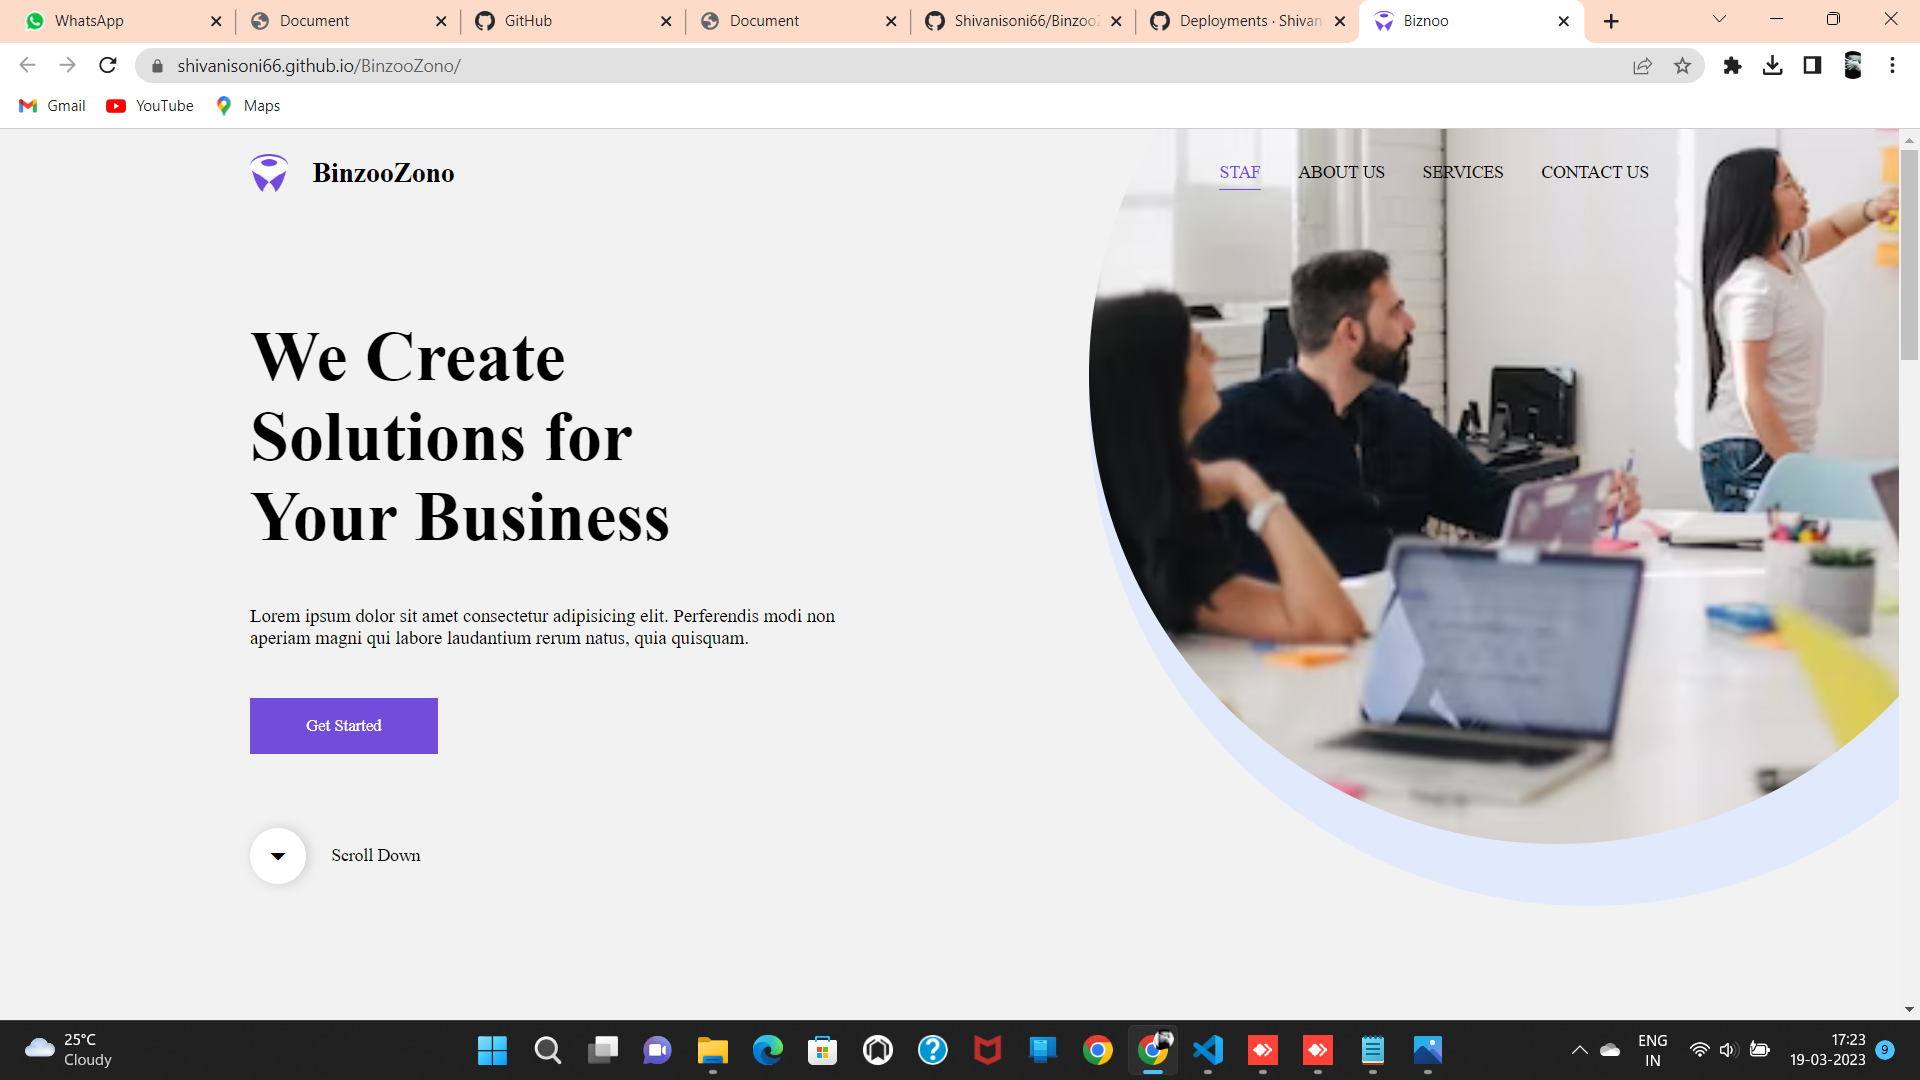 WhatsApp
Document
GitHub
Document
Shivanisoni66/Binzoo
Deployments · Shivan
Biznoo
shivanisoni66.github.io/BinzooZono/
Gmail
YouTube
Maps
BinzooZono
STAF
ABOUT US
SERVICES
CONTACT US
We Create
Solutions for
Your Business
Lorem ipsum dolor sit amet consectetur adipisicing elit. Perferendis modi non
aperiam magni qui labore laudantium rerum natus, quia quisquam.
Get Started
Scroll Down
25°C
Cloudy
ENG
IN
17:23
19-03-2023
9